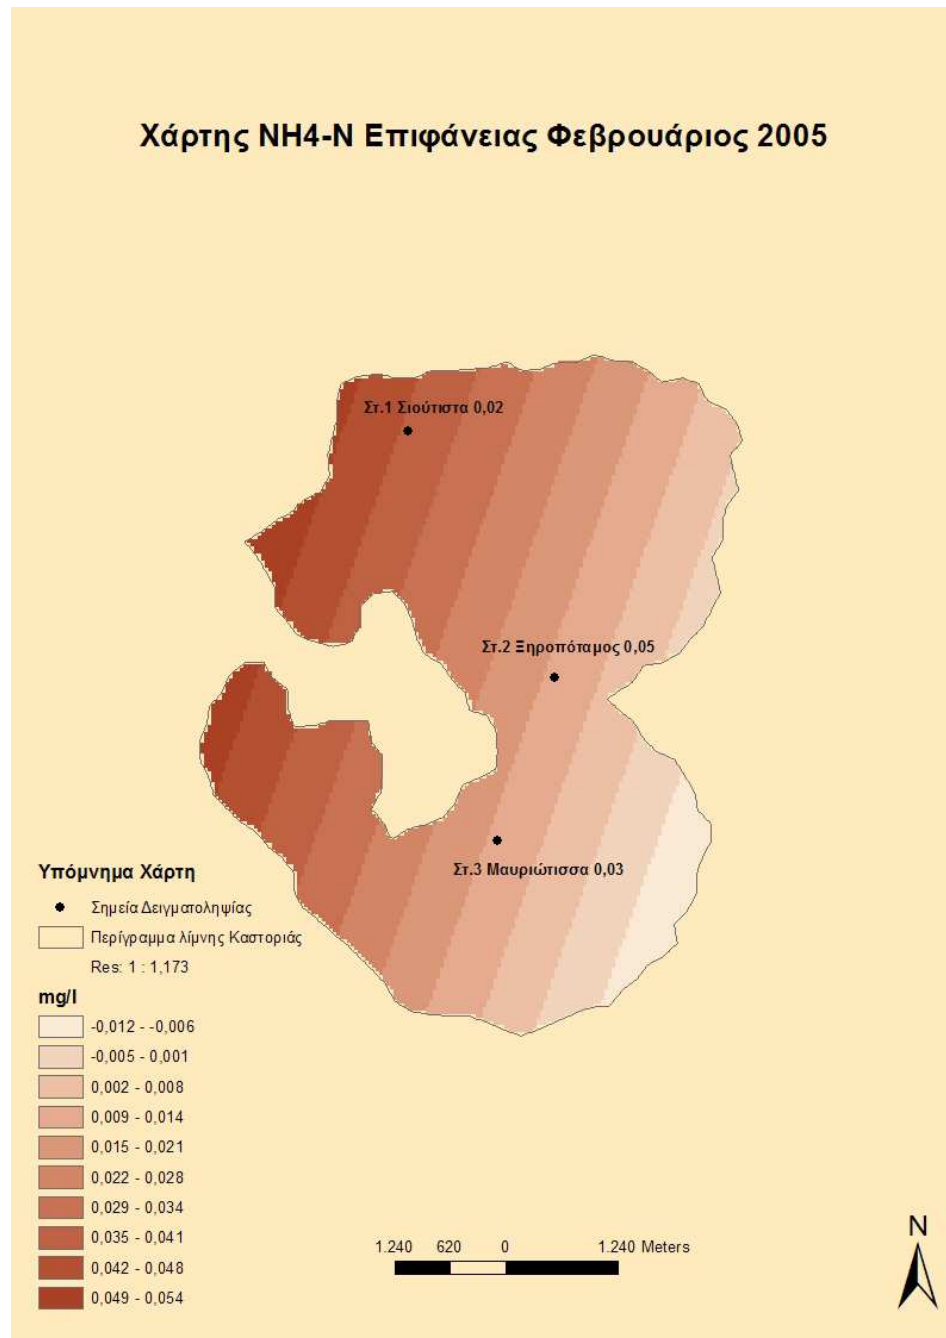 Χάρτης NH4-N Επιφάνειας Φεβρουάριος 2005
Στ.1 Σιούτιστα 0,02
Στ.2 Ξηροπόταμος 0,05
Στ.3 Μαυριώτισσα 0,03
Υπόμνημα Χάρτη
Σημεία Δειγματοληψίας
Περίγραμμα λίμνης Καστοριάς
Res: 1 : 1,173
mg/l
-0,012 - -0,006
-0,005 - 0,001
0,002 - 0,008
0,009 - 0,014
0,015 - 0,021
0,022 - 0,028
0,029 - 0,034
0,035 - 0,041
0,042 - 0,048
0,049 - 0,054
1.240 620 0 1.240 Meters
N